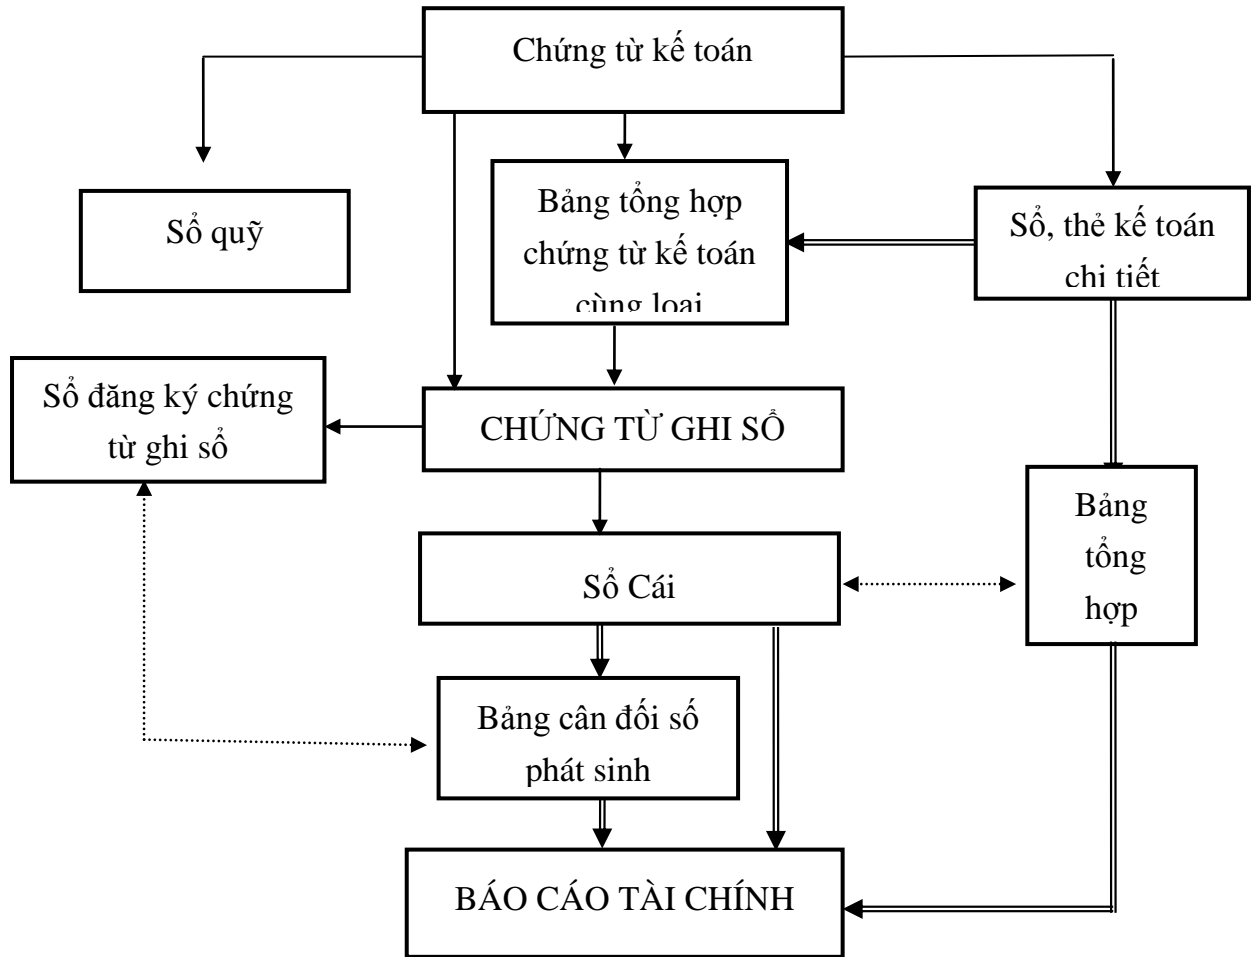 Chứng từ kế toán
Sổ quỹ
Bảng tổng hợp
chứng từ kế toán
cùng loại
Sổ, thẻ kế toán
chi tiết
Sổ đăng ký chứng
từ ghi sổ
CHỨNG TỪ GHI SỔ
Bảng
tổng
hợp
Sổ Cái
Bảng cân đối số
phát sinh
BÁO CÁO TÀI CHÍNH